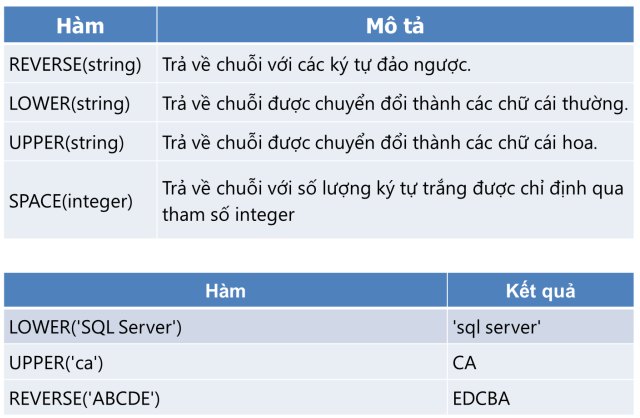 Hàm Mô tả
REVERSE(string) Trả về chuỗi với các ký tự đảo ngược.
LOWER(string) Trả về chuỗi được chuyển đổi thành các chữ cái thường.
UPPER(string) Trả về chuỗi được chuyển đổi thành các chữ cái hoa.
SPACE(integer) Trả về chuỗi với số lượng ký tự trắng được chỉ định qua
tham số integer
Hàm Kết quả
LOWER('SQL Server') 'sql server'
UPPER('ca') CA
REVERSE('ABCDE') EDCBA